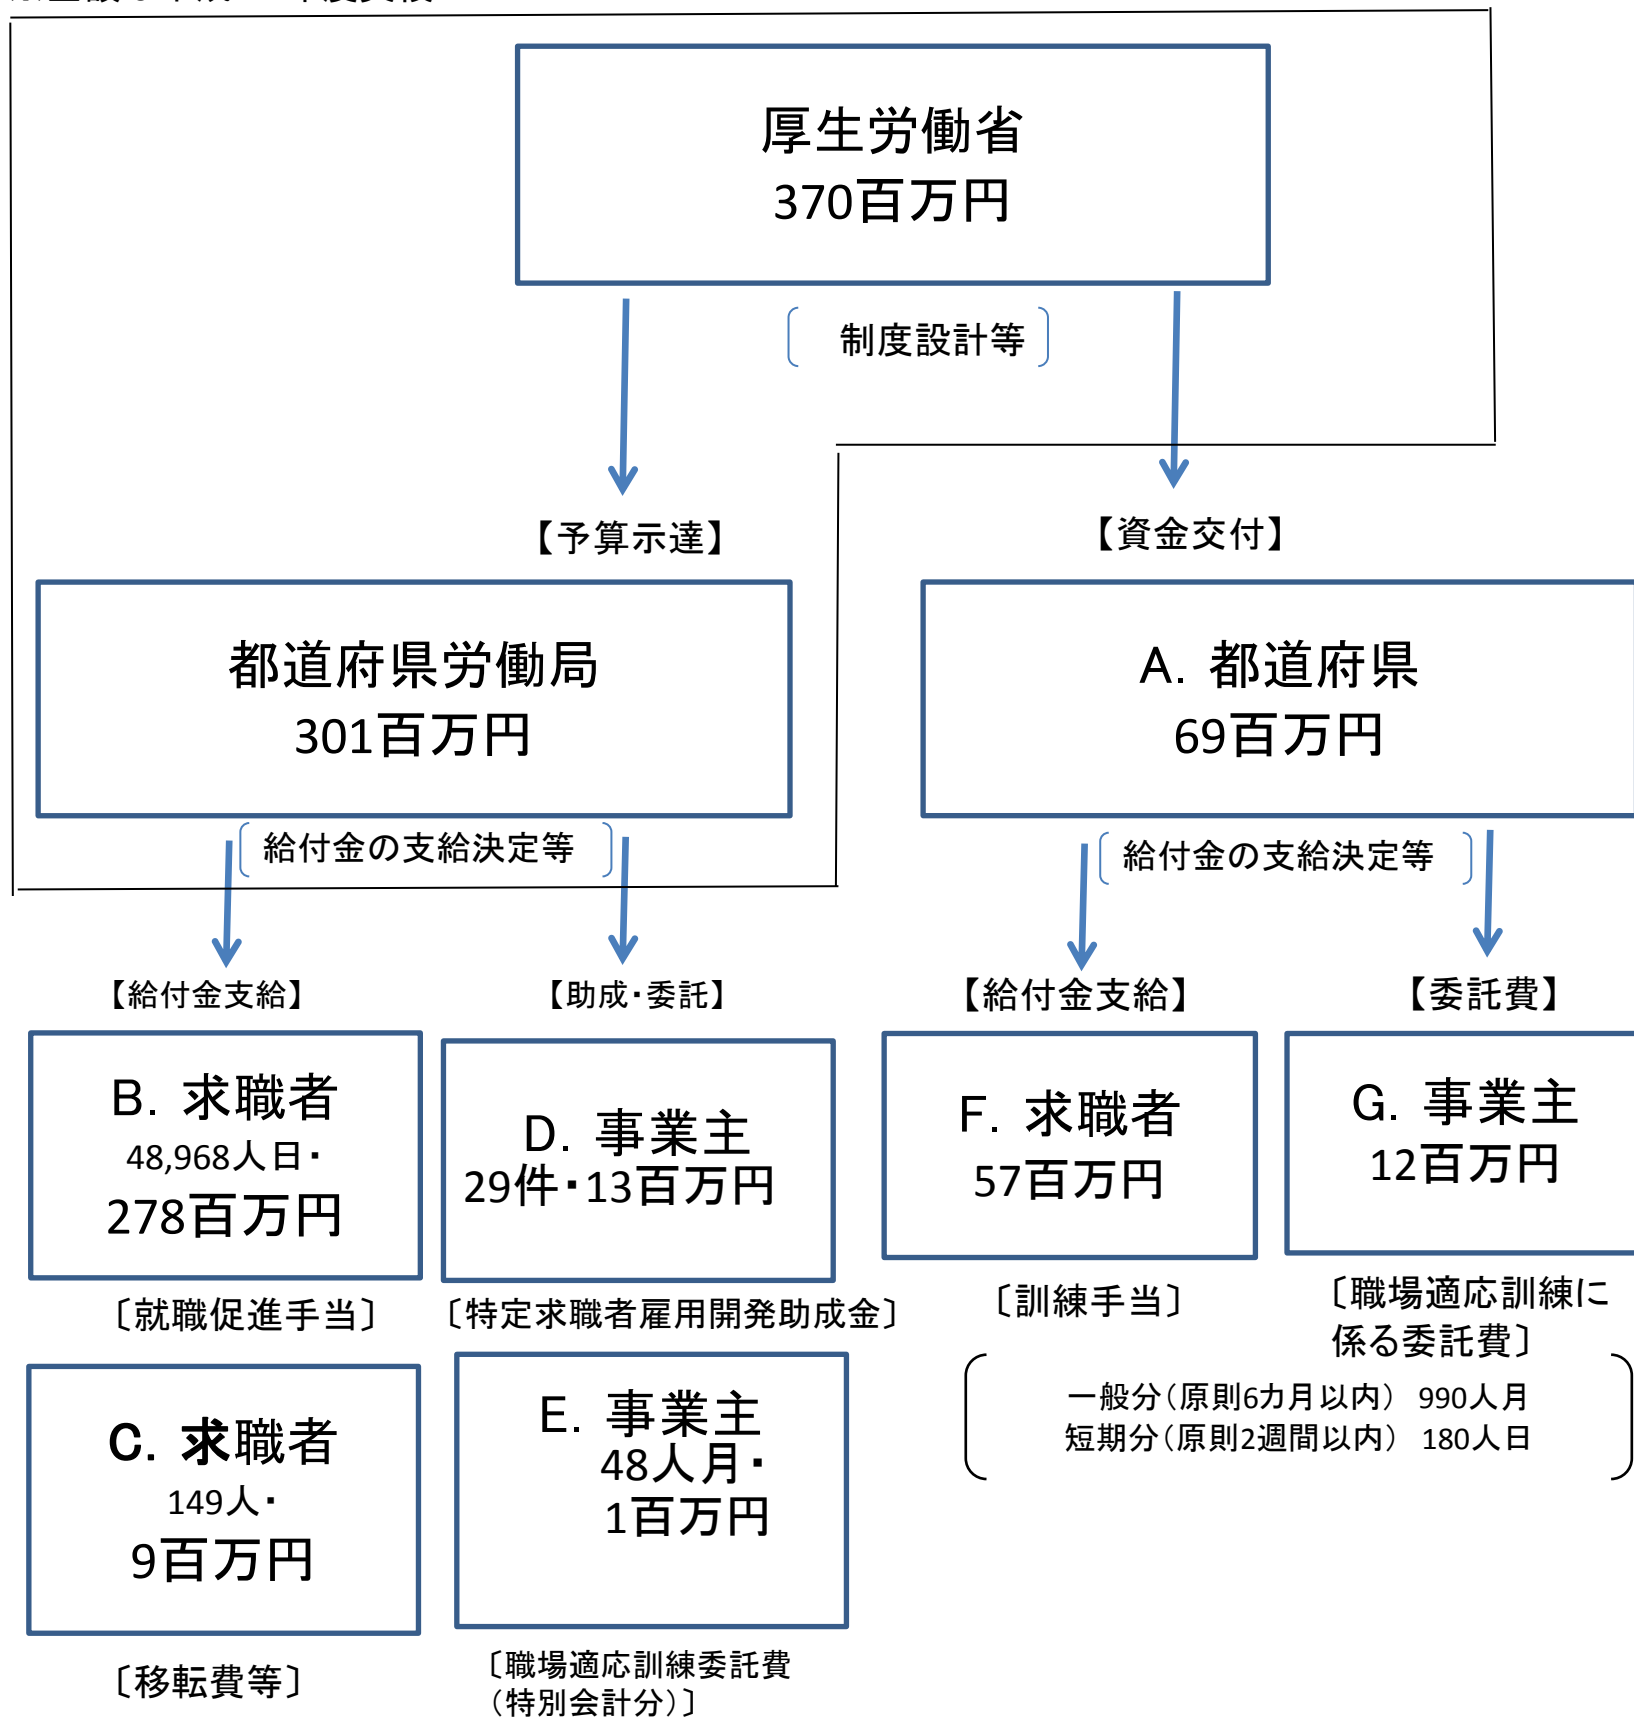 厚生労働省
370百万円
制度設計等
【予算示達】
【資金交付】
都道府県労働局
301百万円
A. 都道府県
69百万円
給付金の支給決定等
給付金の支給決定等
【給付金支給】
【助成・委託】
【給付金支給】
【委託費】
B. 求職者
48,968人日・
278百万円
〔就職促進手当〕
D. 事業主
29件・13百万円
〔特定求職者雇用開発助成金〕
F. 求職者
57百万円
〔訓練手当〕
G. 事業主
12百万円
〔職場適応訓練に
係る委託費〕
一般分（原則6カ月以内） 990人月
短期分（原則2週間以内） 180人日
C. 求職者
149人・
9百万円
〔移転費等〕
E. 事業主
48人月・
1百万円
〔職場適応訓練委託費
（特別会計分）〕